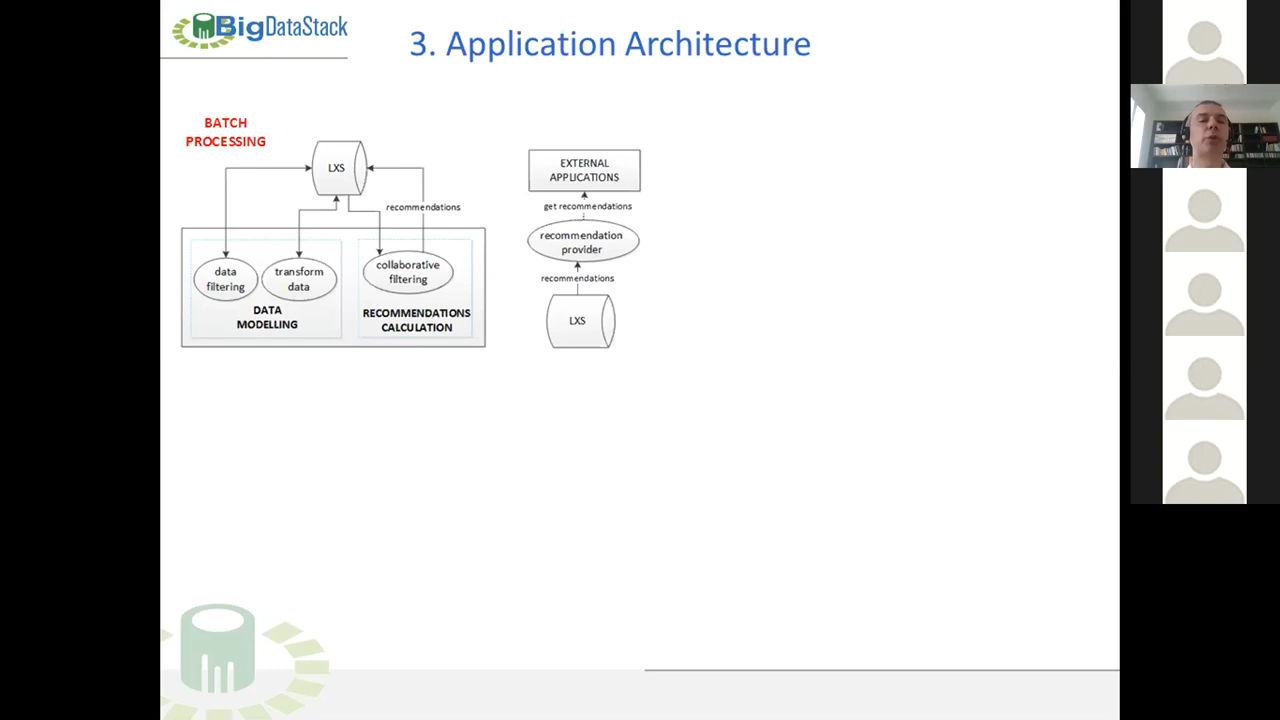 BigDataStack
3. Application Architecture
BATCH
PROCESSING
LXS
recommendations
data
filtering
transform
data
DATA
MODELLING
collaborative
filtering
RECOMMENDATIONS
CALCULATION
EXTERNAL
APPLICATIONS
get recommendations
recommendation
provider
recommendations
LXS